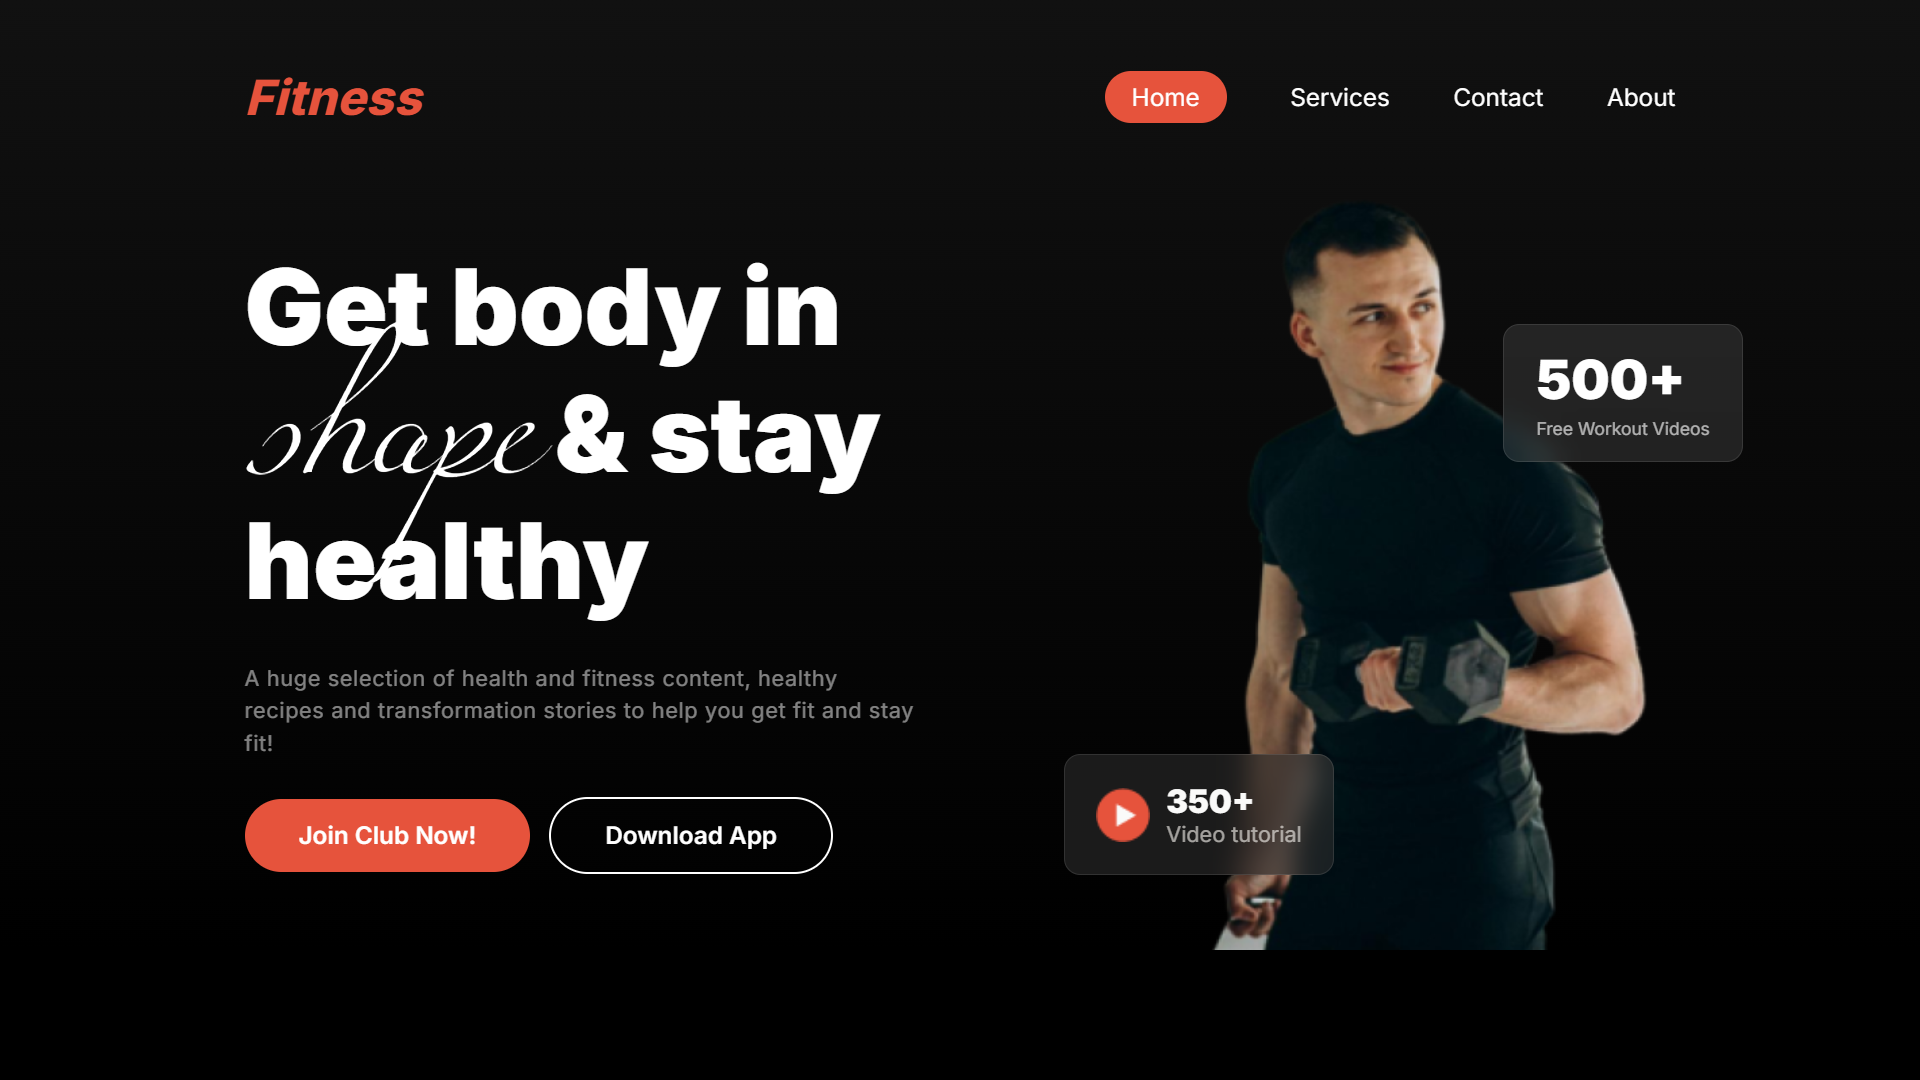 Fitness
Home
Services
Contact
About
Get body in
shape & stay
healthy
A huge selection of health and fitness content, healthy
recipes and transformation stories to help you get fit and stay
fit!
Join Club Now!
Download App
500+
Free Workout Videos
350+
Video tutorial